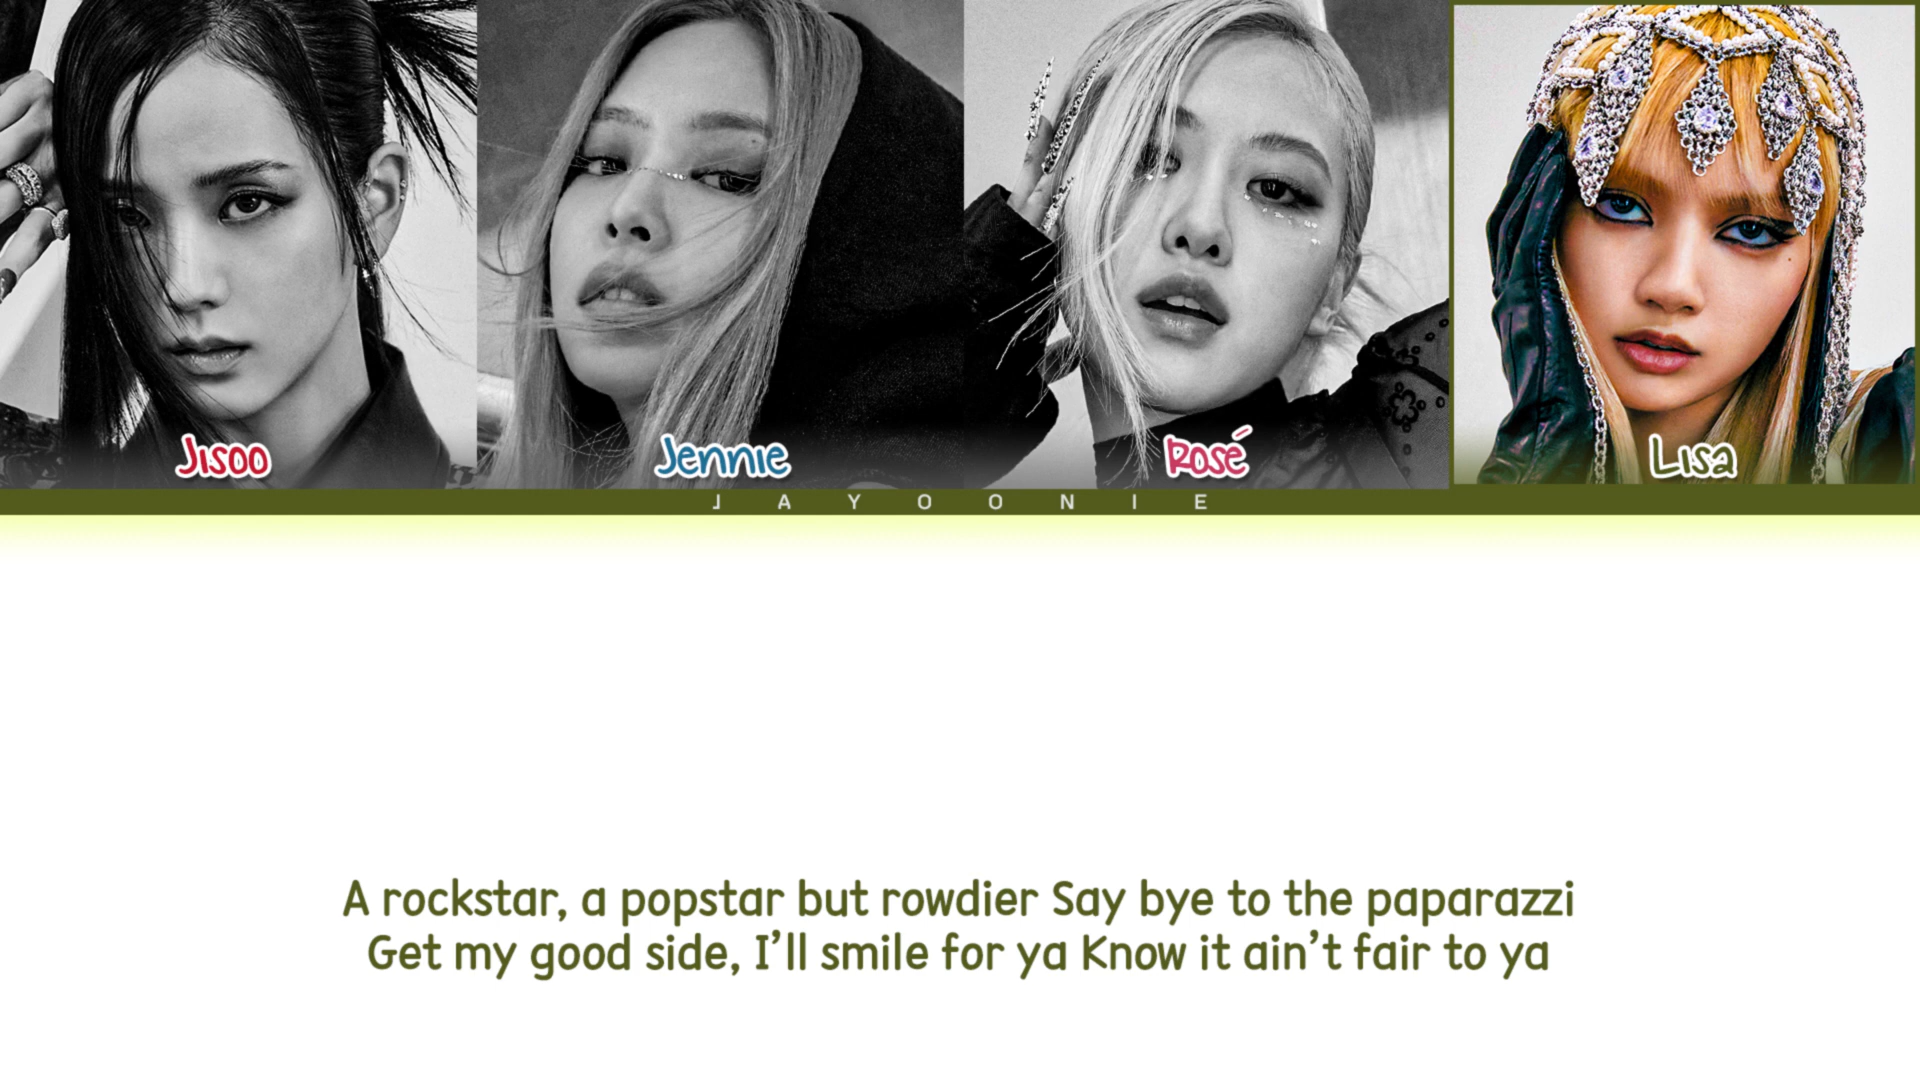 Jisoo
Jennie
Rosé
Lisa
JAYOONIE
A rockstar, a popstar but rowdier Say bye to the paparazzi
Get my good side, I’ll smile for ya Know it ain’t fair to ya